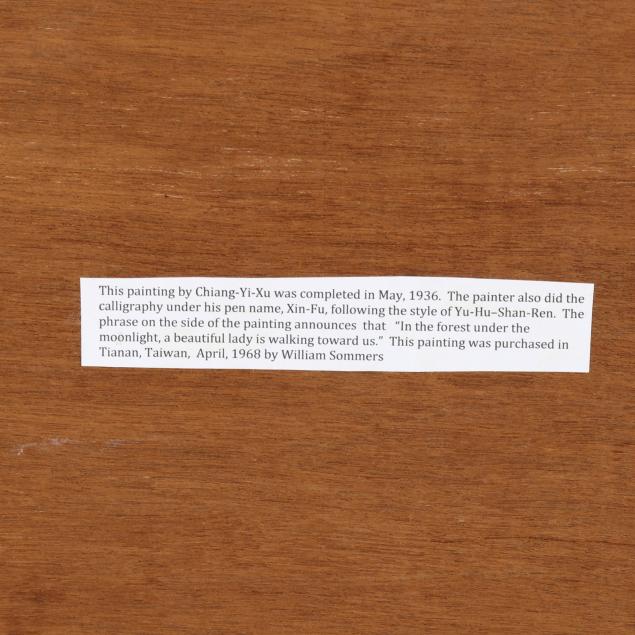 This painting by Chiang-Yi-Xu was completed in May, 1936.  The painter also did the
calligraphy under his pen name, Xin-Fu, following the style of Yu-Hu–Shan-Ren.  The
phrase on the side of the painting announces  that  “In the forest under the
moonlight, a beautiful lady is walking toward us.”  This painting was purchased in
Tianan, Taiwan,  April, 1968 by William Sommers